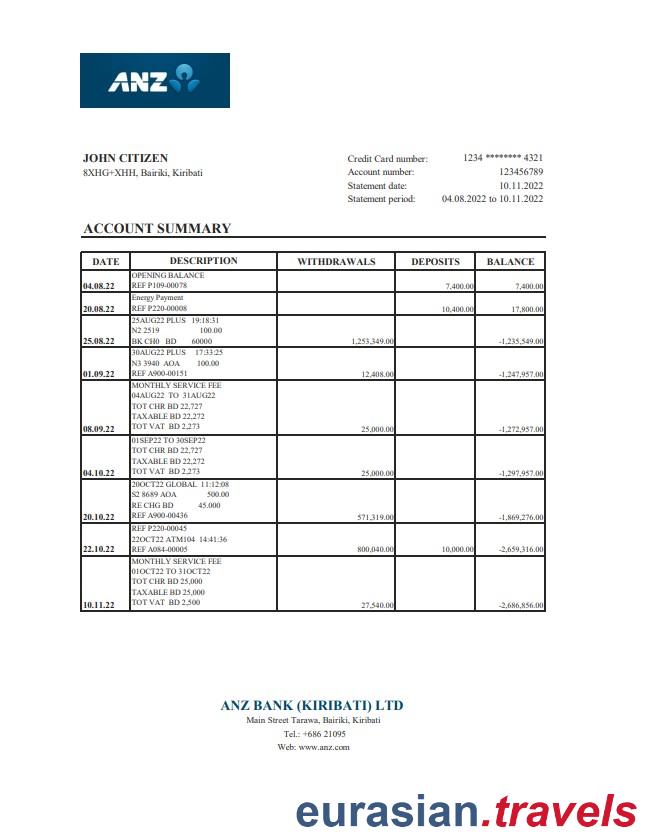 ANZ
JOHN CITIZEN
8XHG+XHH, Bairiki, Kiribati
Credit Card number: 1234 ******** 4321
Account number: 123456789
Statement date: 10.11.2022
Statement period: 04.08.2022 to 10.11.2022
ACCOUNT SUMMARY
DATE DESCRIPTION WITHDRAWALS DEPOSITS BALANCE
OPENING BALANCE
04.08.22 REF P109-00078 7,400.00 7,400.00
Energy Payment
20.08.22 REF P220-00008 10,400.00 17,800.00
25AUG22 PLUS 19:18:31
N2 2519 100.00
25.08.22 BK CH0 BD 60000 1,253,349.00 -1,235,549.00
30AUG22 PLUS 17:33:25
N3 3940 AOA 100.00
01.09.22 REF A900-00151 12,408.00 -1,247,957.00
MONTHLY SERVICE FEE
04AUG22 TO 31AUG22
TOT CHR BD 22,727
TAXABLE BD 22,272
08.09.22 TOT VAT BD 2,273 25,000.00 -1,272,957.00
01SEP22 TO 30SEP22
TOT CHR BD 22,727
TAXABLE BD 22,272
04.10.22 TOT VAT BD 2,273 25,000.00 -1,297,957.00
20OCT22 GLOBAL 11:12:08
S2 8689 AOA 500.00
RE CHG BD 45.000
20.10.22 REF A900-00436 571,319.00 -1,869,276.00
REF P220-00045
22OCT22 ATM104 14:41:36
22.10.22 REF A084-00005 800,040.00 10,000.00 -2,659,316.00
MONTHLY SERVICE FEE
01OCT22 TO 31OCT22
TOT CHR BD 25,000
TAXABLE BD 25,000
10.11.22 TOT VAT BD 2,500 27,540.00 -2,686,856.00
ANZ BANK (KIRIBATI) LTD
Main Street Tarawa, Bairiki, Kiribati
Tel.: +686 21095
Web: www.anz.com
eurasian.travels